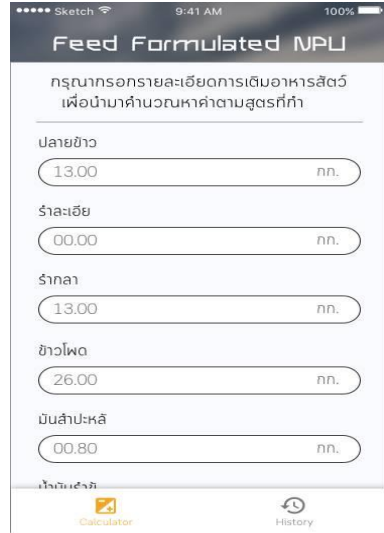 Sketch 9:41 AM 100%
Feed Formulated NPU
กรุณากรอกรายละเอียดการเติมอาหารสัตว์
เพื่อนำมาคำนวณหาค่าตามสูตรที่ทำ
ปลายข้าว
13.00 กก.
รำละเอีย
00.00 กก.
รำกลา
13.00 กก.
ข้าวโพด
26.00 กก.
มันสำปะหลั
00.80 กก.
Calculator History